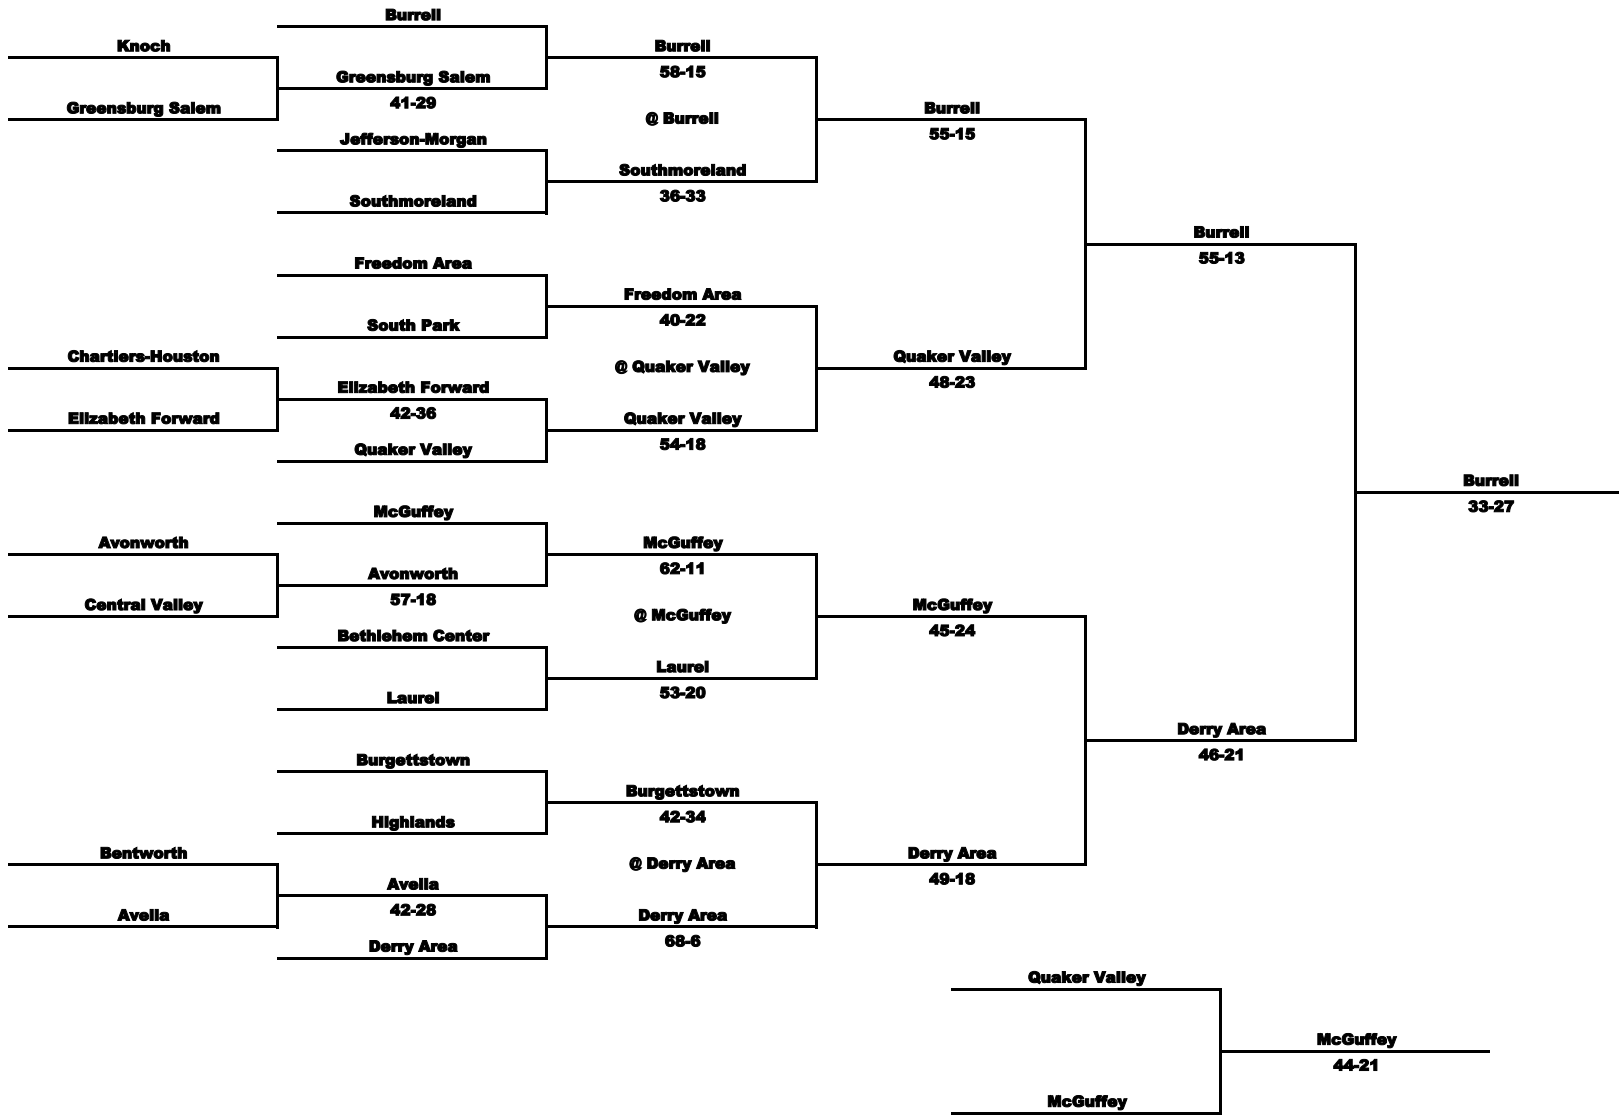 Burrell
Knoch
Burrell
Greensburg Salem
58-15
Greensburg Salem
41-29
Burrell
@ Burrell
55-15
Jefferson-Morgan
Southmoreland
Southmoreland
36-33
Burrell
Freedom Area
55-13
Freedom Area
South Park
40-22
Chartiers-Houston
Quaker Valley
@ Quaker Valley
Elizabeth Forward
48-23
Elizabeth Forward
42-36
Quaker Valley
Quaker Valley
54-18
Burrell
McGuffey
33-27
Avonworth
McGuffey
Avonworth
62-11
Central Valley
57-18
McGuffey
@ McGuffey
45-24
Bethlehem Center
Laurel
Laurel
53-20
Derry Area
Burgettstown
46-21
Burgettstown
Highlands
42-34
Bentworth
Derry Area
@ Derry Area
Avella
49-18
Avella
42-28
Derry Area
Derry Area
68-6
Quaker Valley
McGuffey
44-21
McGuffey